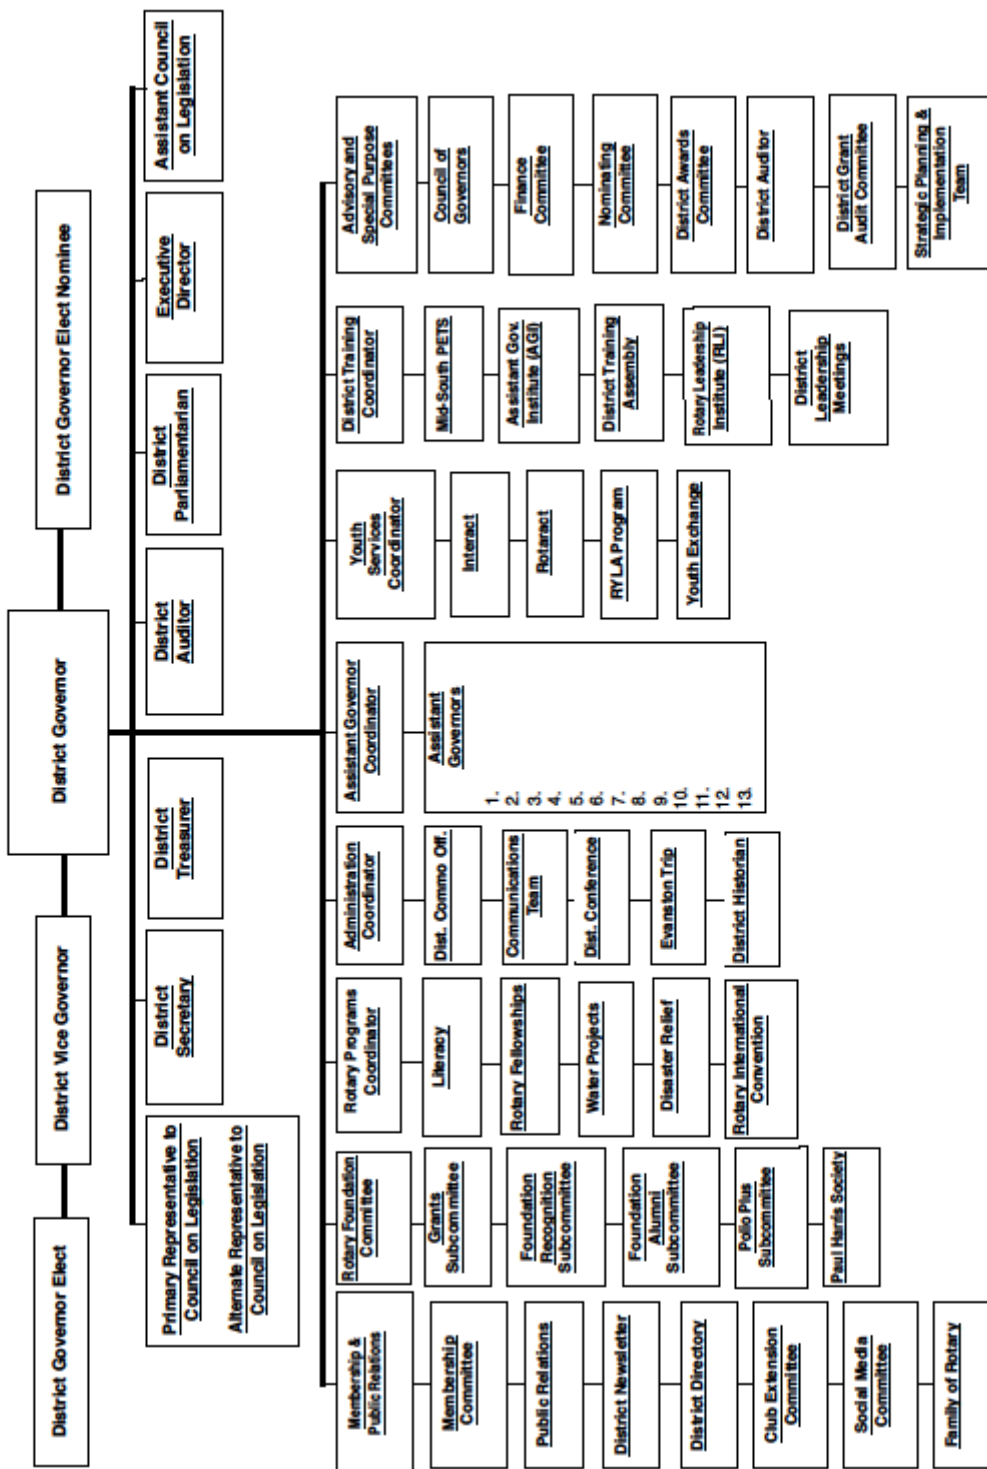 District Governor Elect
District Vice Governor
District Governor
District Governor Elect Nominee
Primary Representative to
Council on Legislation
Alternate Representative to
Council on Legislation
District
Secretary
District
Treasurer
District
Auditor
District
Parliamentarian
Executive
Director
Assistant Council
on Legislation
Membership &
Public Relations
Membership
Committee
Public Relations
District Newsletter
District Directory
Club Extension
Committee
Social Media
Committee
Family of Rotary
Rotary Foundation
Committee
Grants
Subcommittee
Foundation
Recognition
Subcommittee
Foundation
Alumni
Subcommittee
Polio Plus
Subcommittee
Paul Harris Society
Rotary Programs
Coordinator
Literacy
Rotary Fellowships
Water Projects
Disaster Relief
Rotary International
Convention
Administration
Coordinator
Dist. Commo Off.
Communications
Team
Dist. Conference
Evanston Trip
District Historian
Assistant Governor
Coordinator
Assistant
Governors
1.
2.
3.
4.
5.
6.
7.
8.
9.
10.
11.
12.
13.
Youth
Services
Coordinator
Interact
Rotaract
RYLA Program
Youth Exchange
District Training
Coordinator
Mid-South PETS
Assistant Gov.
Institute (AGI)
District Training
Assembly
Rotary Leadership
Institute (RLI)
District
Leadership
Meetings
Advisory and
Special Purpose
Committees
Council of
Governors
Finance
Committee
Nominating
Committee
District Awards
Committee
District Auditor
District Grant
Audit Committee
Strategic Planning &
Implementation
Team